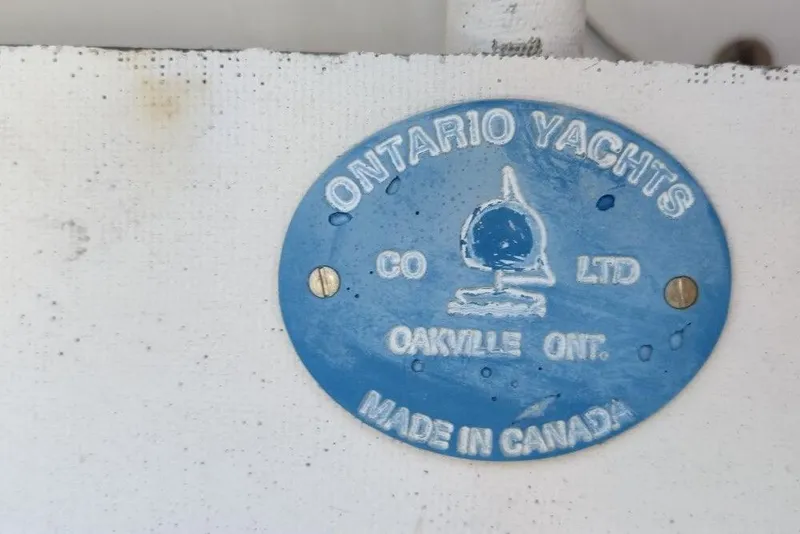 ONTARIO YACHTS
CO LTD
OAKVILLE ONT.
MADE IN CANADA